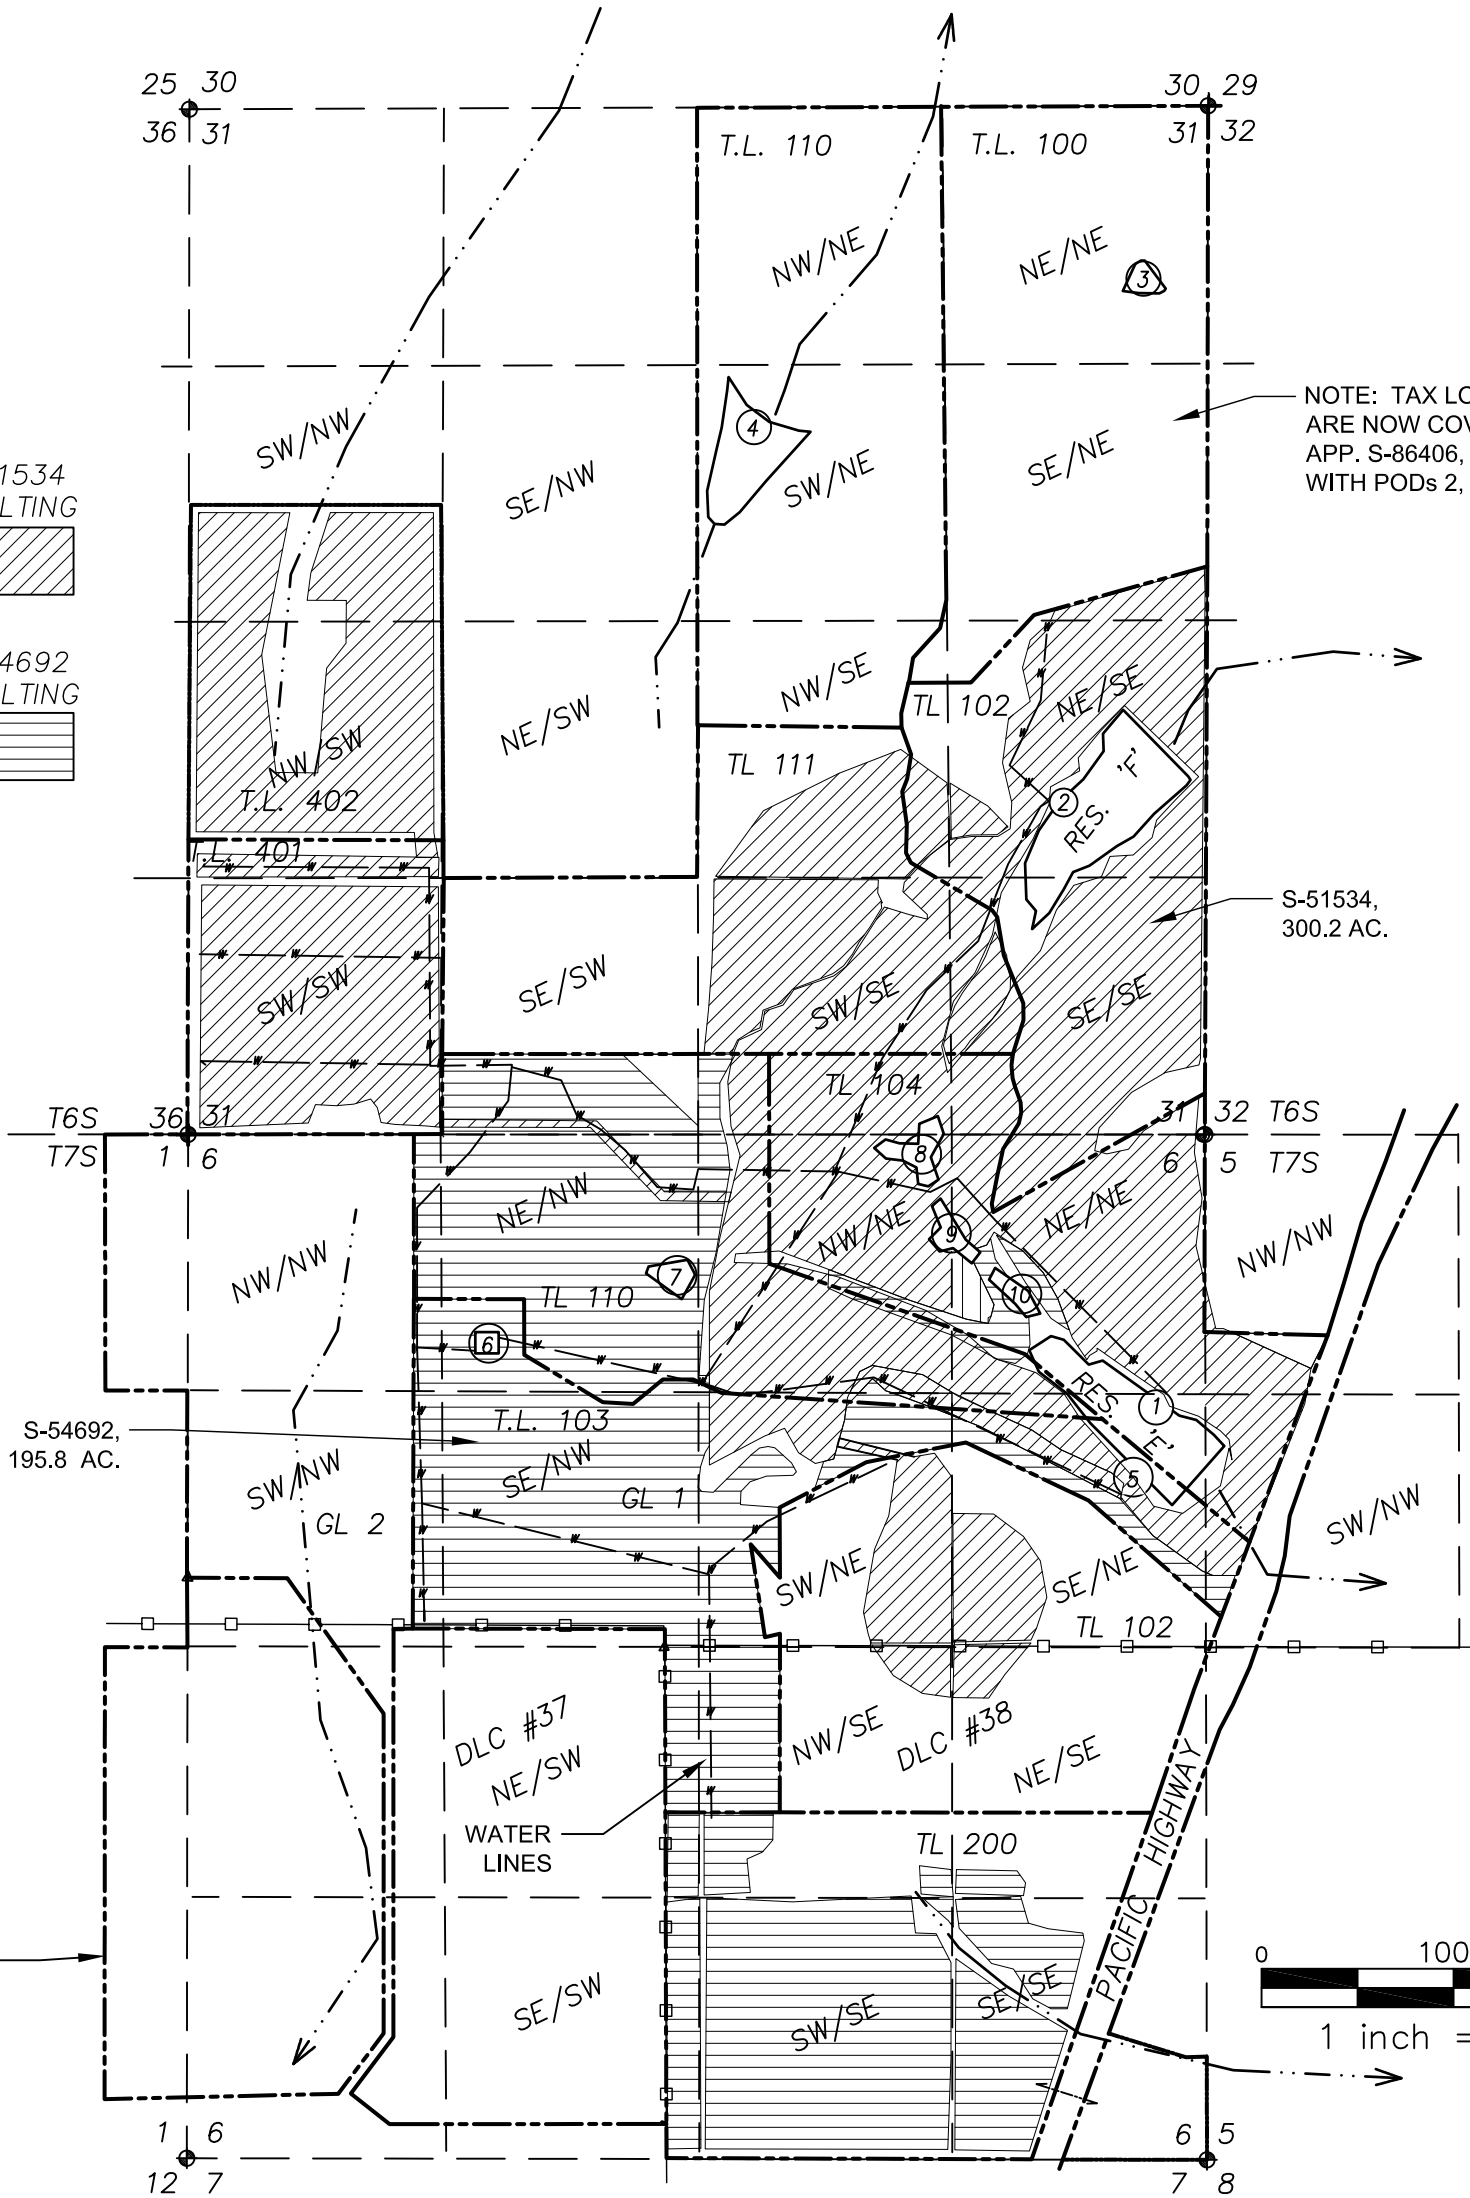 25 30
30 29
36 31
31 32
T.L. 110
T.L. 100
NW/NE
NE/NE
3
NOTE: TAX LO
ARE NOW COV
APP. S-86406,
WITH PODs 2,
4
SW/NW
SE/NW
SW/NE
SE/NE
1534
LTING
4692
LTING
NW/SE
TL 102
NE/SE
NE/SW
NW/SW
T.L. 402
TL 111
'F'
RES.
2
T.L. 401
S-51534,
300.2 AC.
SW/SW
SE/SW
SW/SE
SE/SE
TL 104
T6S
36 31
31 32
T6S
T7S
1 6
6 5
T7S
8
NE/NW
NW/NE
9
NE/NE
NW/NW
NW/NW
7
TL 110
10
6
RES.
'E'
1
S-54692,
195.8 AC.
T.L. 103
SE/NW
SW/NW
GL 1
GL 2
5
SW/NW
SW/NE
SE/NE
TL 102
DLC #37
NE/SW
NW/SE
DLC #38
NE/SE
WATER
LINES
TL 200
PACIFIC HIGHWAY
SE/SW
SW/SE
SE/SE
0
100
1 inch =
1 6
6 5
12 7
7 8